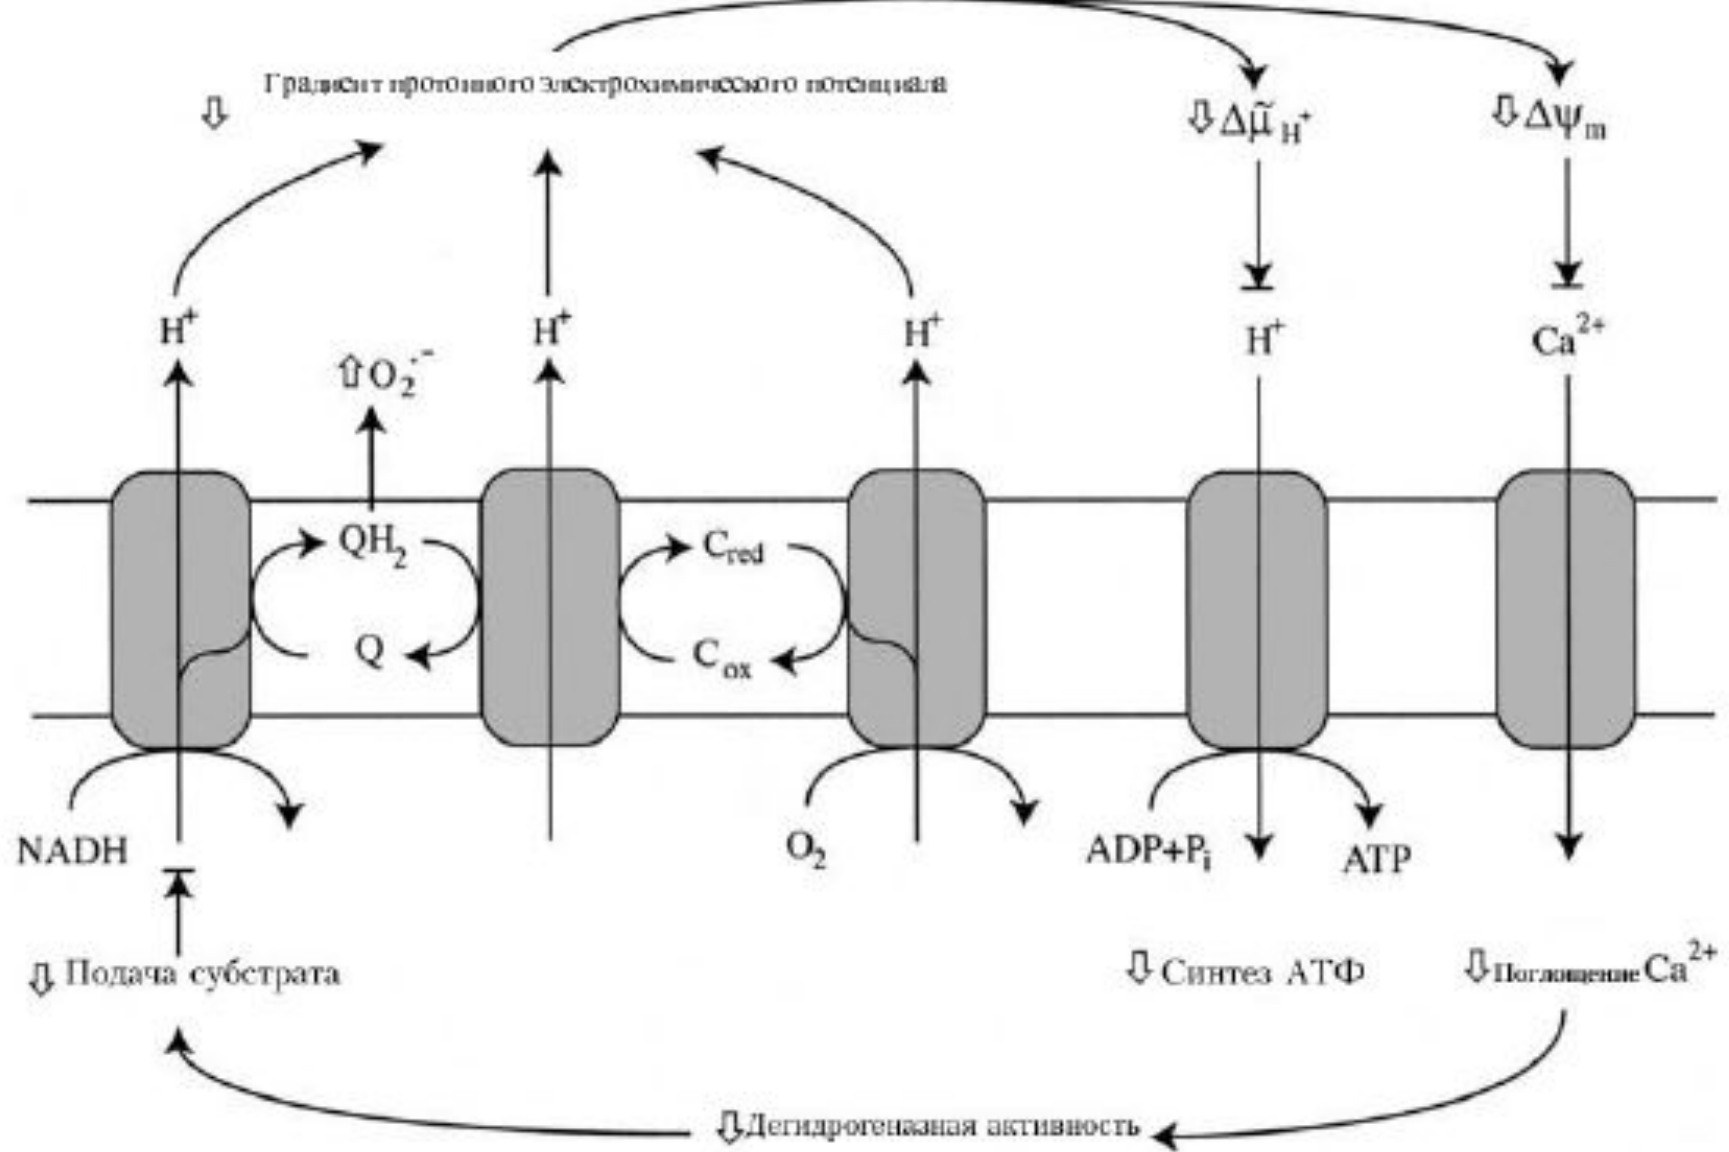 Градиент протонного электрохимического потенциала
⇩
⇩Δμ̃H⁺
⇩Δψm
H⁺
H⁺
H⁺
H⁺
Ca²⁺
⇧O₂·⁻
QH₂
Cred
Q
Cox
NADH
O₂
ADP+Pi
ATP
⇩ Подача субстрата
⇩ Синтез АТФ
⇩ Поглощение Ca²⁺
⇩ Дегидрогеназная активность